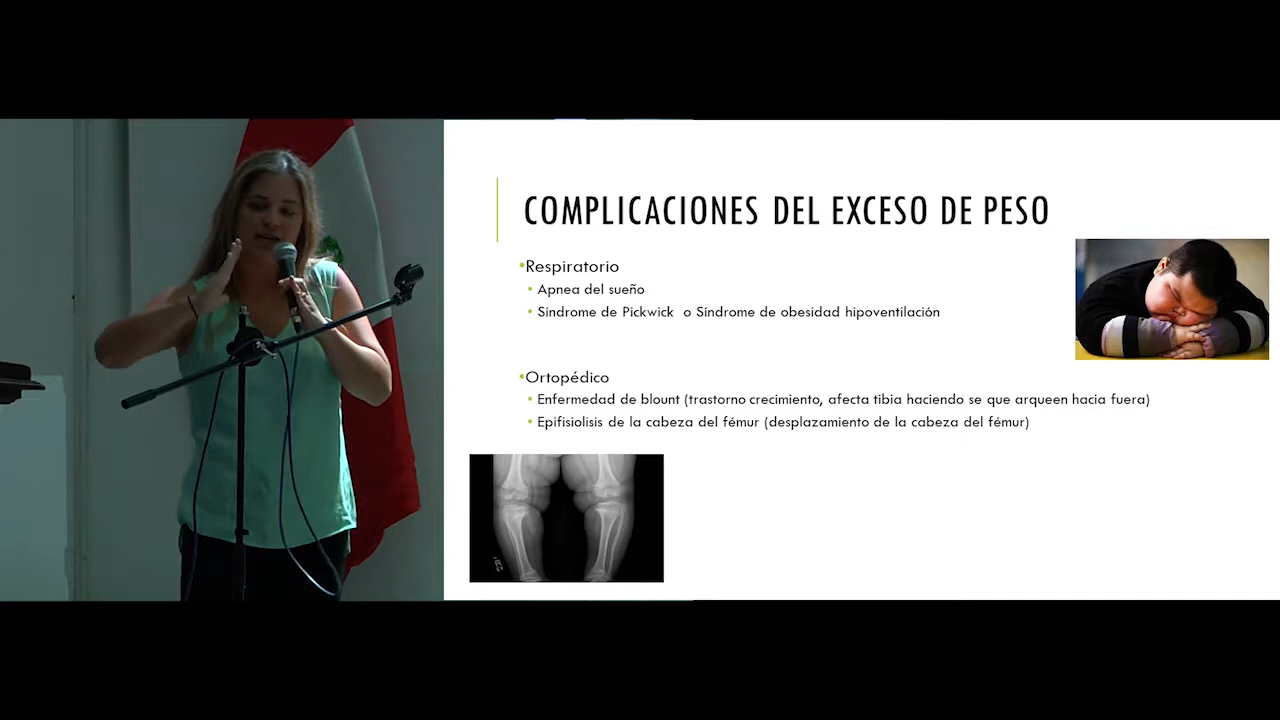 COMPLICACIONES DEL EXCESO DE PESO
•Respiratorio
• Apnea del sueño
• Síndrome de Pickwick o Síndrome de obesidad hipoventilación
•Ortopédico
• Enfermedad de blount (trastorno crecimiento, afecta tibia haciendo se que arqueen hacia fuera)
• Epifisiolisis de la cabeza del fémur (desplazamiento de la cabeza del fémur)